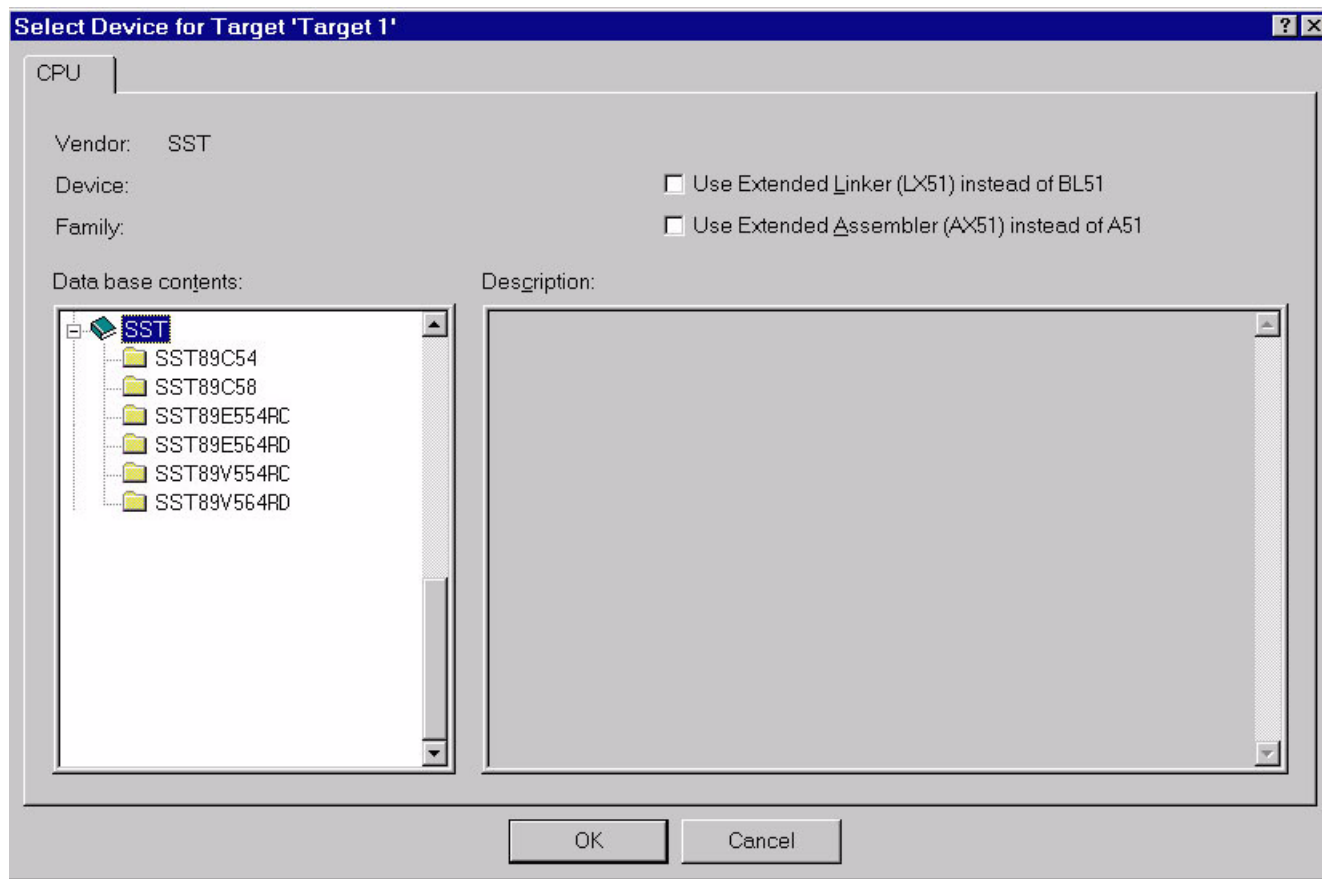 Select Device for Target 'Target 1'
CPU
Vendor: SST
Device:
Use Extended Linker (LX51) instead of BL51
Family:
Use Extended Assembler (AX51) instead of A51
Data base contents:
Description:
SST
SST89C54
SST89C58
SST89E554RC
SST89E564RD
SST89V554RC
SST89V564RD
OK
Cancel